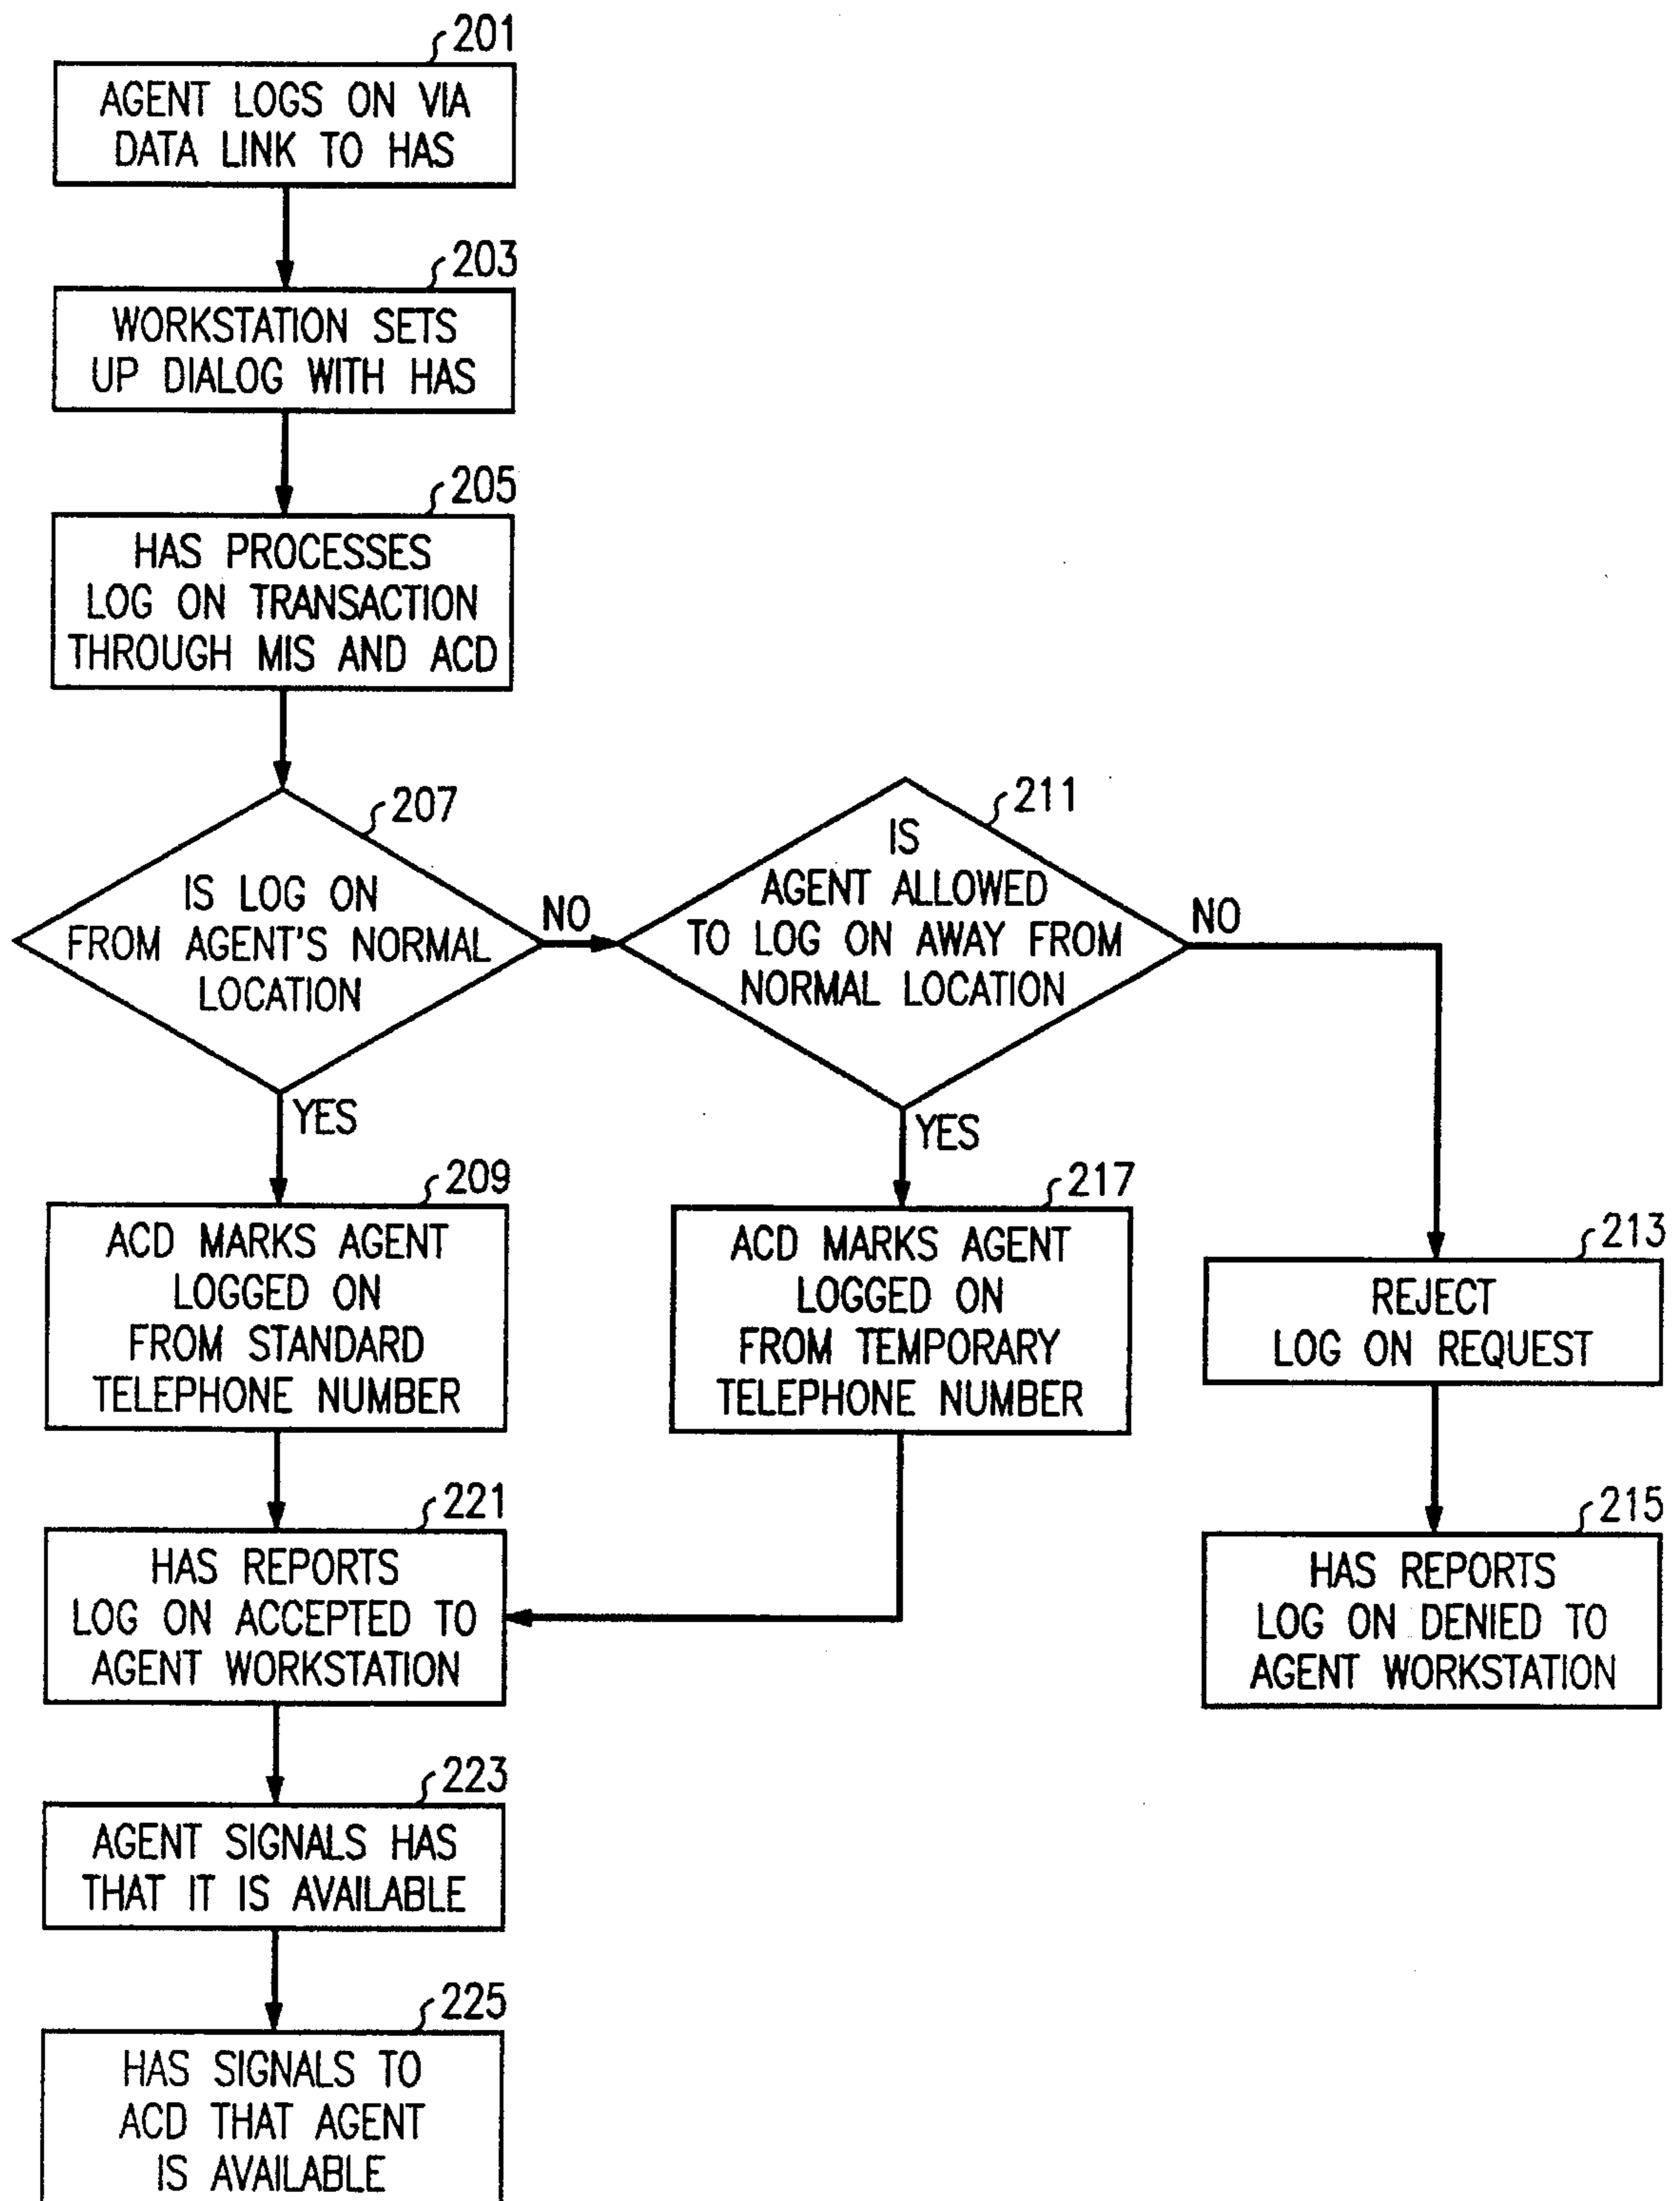 201
AGENT LOGS ON VIA
DATA LINK TO HAS
203
WORKSTATION SETS
UP DIALOG WITH HAS
205
HAS PROCESSES
LOG ON TRANSACTION
THROUGH MIS AND ACD
207
IS LOG ON
FROM AGENT'S NORMAL
LOCATION
NO
YES
211
IS
AGENT ALLOWED
TO LOG ON AWAY FROM
NORMAL LOCATION
NO
YES
209
ACD MARKS AGENT
LOGGED ON
FROM STANDARD
TELEPHONE NUMBER
217
ACD MARKS AGENT
LOGGED ON
FROM TEMPORARY
TELEPHONE NUMBER
213
REJECT
LOG ON REQUEST
221
HAS REPORTS
LOG ON ACCEPTED TO
AGENT WORKSTATION
215
HAS REPORTS
LOG ON DENIED TO
AGENT WORKSTATION
223
AGENT SIGNALS HAS
THAT IT IS AVAILABLE
225
HAS SIGNALS TO
ACD THAT AGENT
IS AVAILABLE